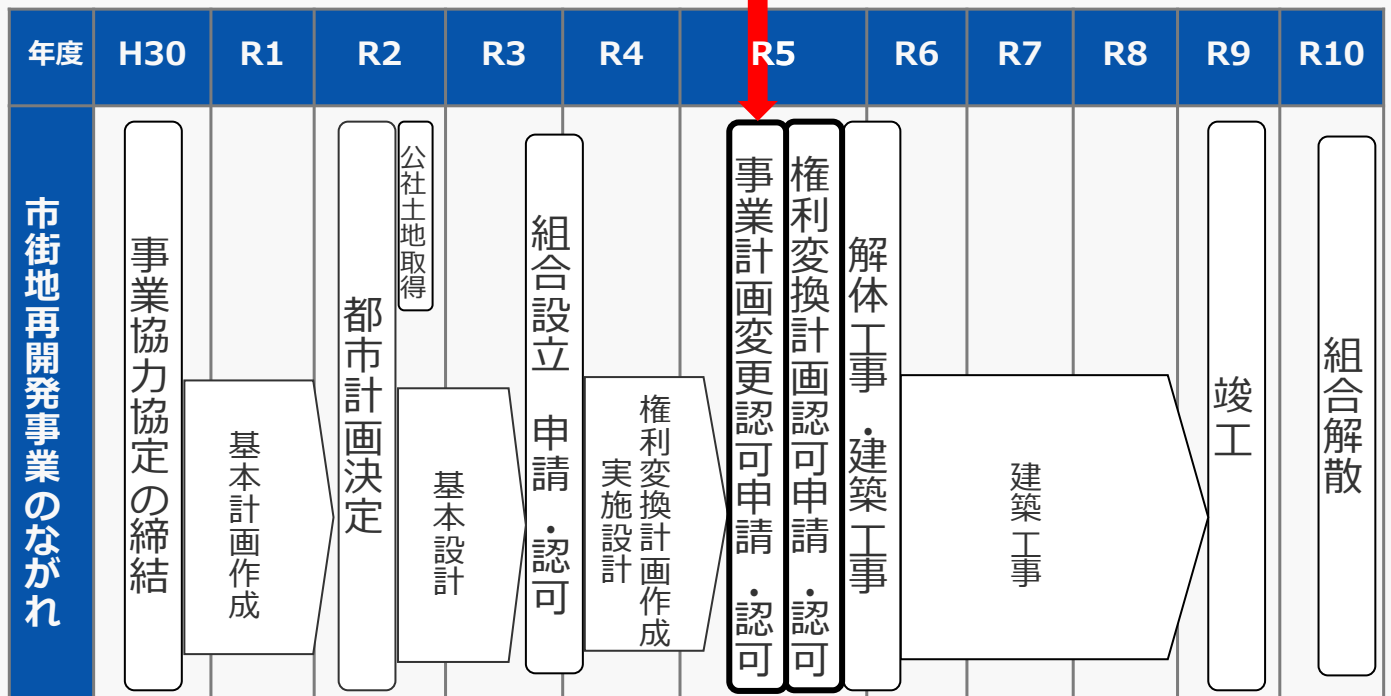 年度
H30
R1
R2
R3
R4
R5
R6
R7
R8
R9
R10
市街地再開発事業のながれ
事業協力協定の締結
基本計画作成
都市計画決定
公社土地取得
基本設計
組合設立 申請・認可
権利変換計画作成
実施設計
事業計画変更認可申請・認可
権利変換計画認可申請・認可
解体工事・建築工事
建築工事
竣工
組合解散